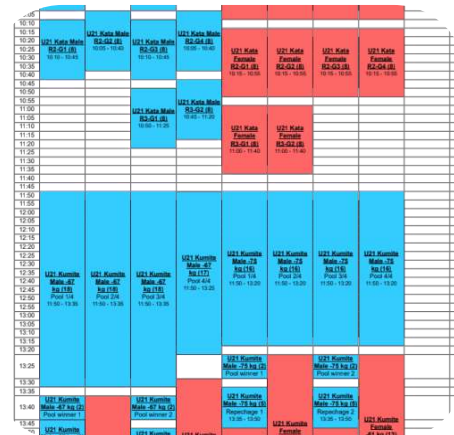 10:05
10:10
10:15
10:20
10:25
10:30
10:35
10:40
10:45
10:50
10:55
11:00
11:05
11:10
11:15
11:20
11:25
11:30
11:35
11:40
11:45
11:50
11:55
12:00
12:05
12:10
12:15
12:20
12:25
12:30
12:35
12:40
12:45
12:50
12:55
13:00
13:05
13:10
13:15
13:20
13:25
13:30
13:35
13:40
13:45
U21 Kata Male
R2-G1 (8)
10:10 - 10:45
U21 Kata Male
R2-G2 (8)
10:05 - 10:40
U21 Kata Male
R2-G3 (8)
10:10 - 10:45
U21 Kata Male
R2-G4 (8)
10:05 - 10:40
U21 Kata
Female
R2-G1 (8)
10:15 - 10:55
U21 Kata
Female
R2-G2 (8)
10:15 - 10:55
U21 Kata
Female
R2-G3 (8)
10:15 - 10:55
U21 Kata
Female
R2-G4 (8)
10:15 - 10:55
U21 Kata Male
R3-G1 (8)
10:50 - 11:25
U21 Kata Male
R3-G2 (8)
10:45 - 11:20
U21 Kata
Female
R3-G1 (8)
11:00 - 11:40
U21 Kata
Female
R3-G2 (8)
11:00 - 11:40
U21 Kumite
Male -67
kg (18)
Pool 1/4
11:50 - 13:35
U21 Kumite
Male -67
kg (18)
Pool 2/4
11:50 - 13:35
U21 Kumite
Male -67
kg (18)
Pool 3/4
11:50 - 13:35
U21 Kumite
Male -67
kg (17)
Pool 4/4
11:50 - 13:25
U21 Kumite
Male -75
kg (16)
Pool 1/4
11:50 - 13:20
U21 Kumite
Male -75
kg (16)
Pool 2/4
11:50 - 13:20
U21 Kumite
Male -75
kg (16)
Pool 3/4
11:50 - 13:20
U21 Kumite
Male -75
kg (16)
Pool 4/4
11:50 - 13:20
U21 Kumite
Male -75 kg (2)
Pool winner 1
U21 Kumite
Male -75 kg (2)
Pool winner 2
U21 Kumite
Male -67 kg (2)
Pool winner 1
U21 Kumite
Male -67 kg (2)
Pool winner 2
U21 Kumite
Male -75 kg (5)
Repechage 1
13:35 - 13:50
U21 Kumite
Male -75 kg (5)
Repechage 2
13:35 - 13:50
U21 Kumite
U21 Kumite
U21 Kumite
U21 Kumite
Female
U21 Kumite
Female